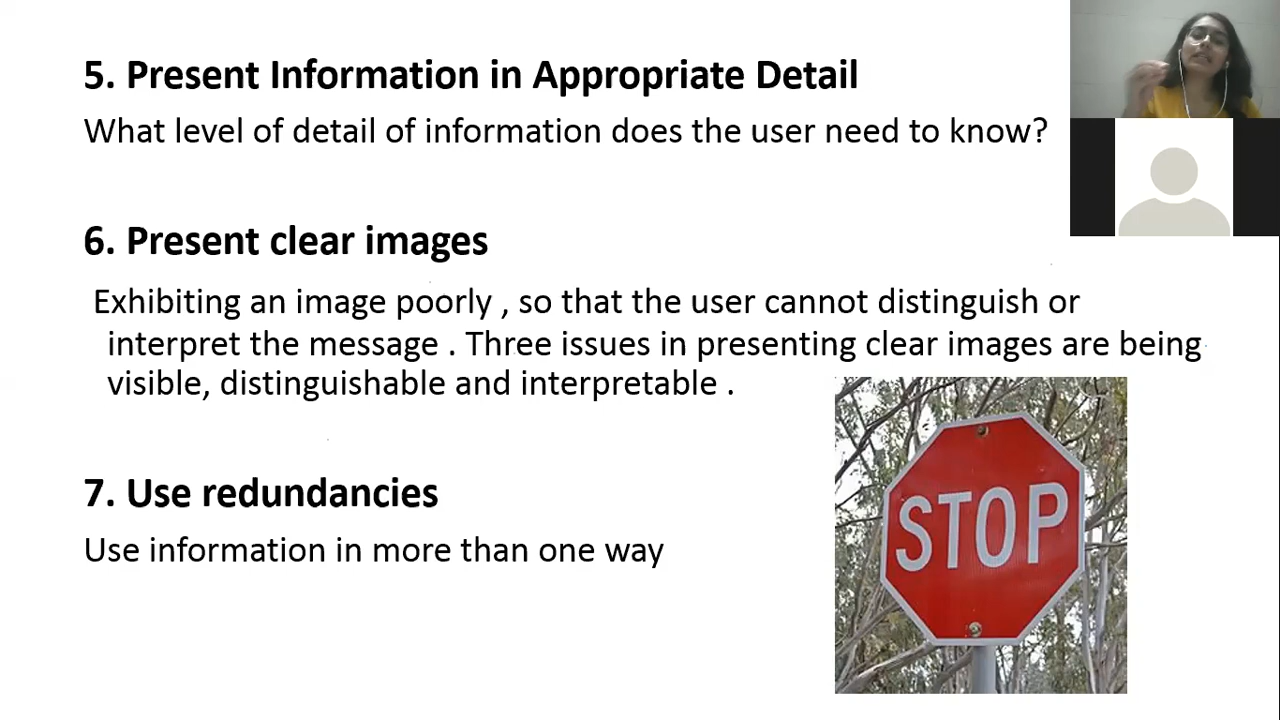 5. Present Information in Appropriate Detail
What level of detail of information does the user need to know?
6. Present clear images
Exhibiting an image poorly , so that the user cannot distinguish or
interpret the message . Three issues in presenting clear images are being
visible, distinguishable and interpretable .
7. Use redundancies
Use information in more than one way
STOP